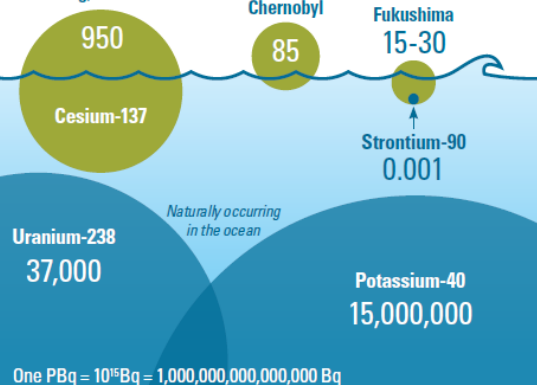 Chernobyl
Fukushima
950
85
15-30
Cesium-137
Strontium-90
0.001
Naturally occurring
in the ocean
Uranium-238
37,000
Potassium-40
15,000,000
One PBq = 10¹⁵Bq = 1,000,000,000,000,000 Bq